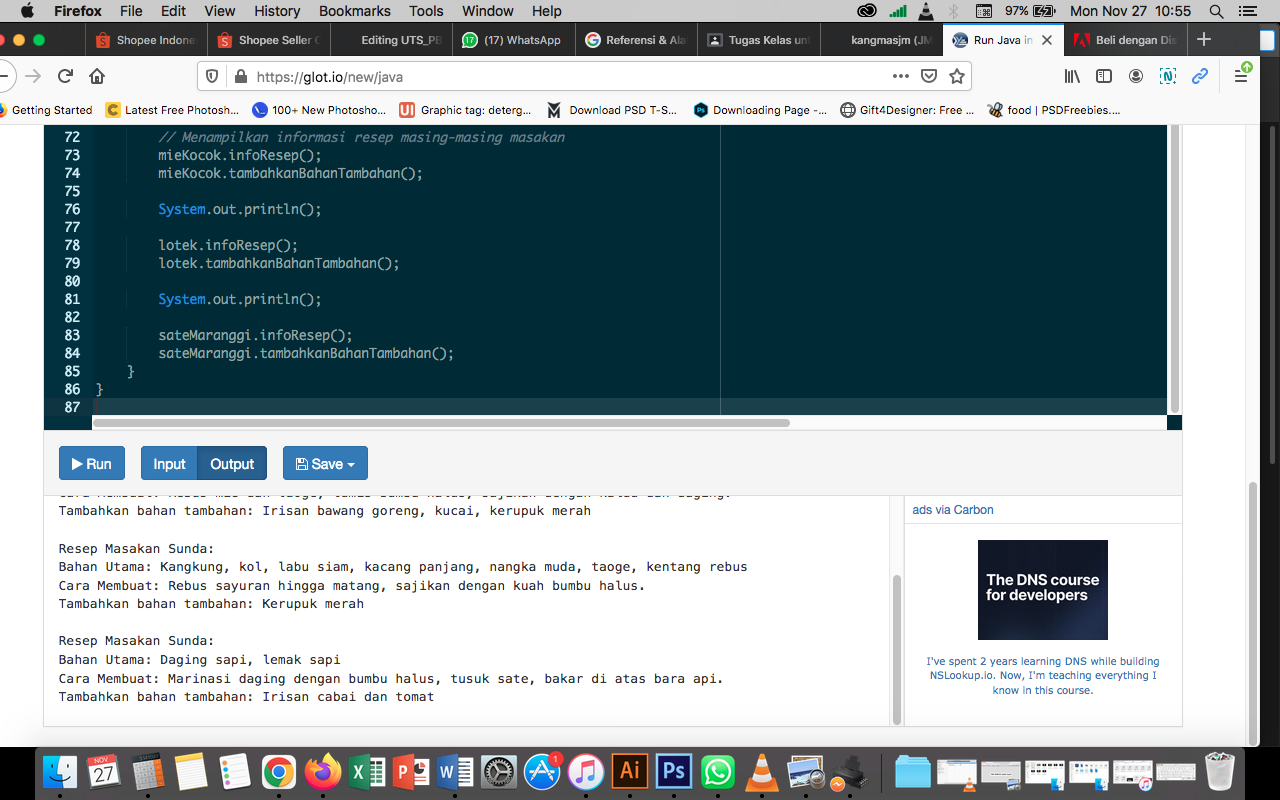 Firefox File Edit View History Bookmarks Tools Window Help 97% Mon Nov 27 10:55
Shopee Indone Shopee Seller C Editing UTS_PB (17) WhatsApp Referensi & Ala Tugas Kelas un kangmasjm (JM Run Java in Beli dengan Dis
https://glot.io/new/java
Getting Started Latest Free Photosh... 100+ New Photosho... Graphic tag: deterg... Download PSD T-S... Downloading Page -... Gift4Designer: Free ... food | PSDFreebies....
72 // Menampilkan informasi resep masing-masing masakan
73 mieKocok.infoResep();
74 mieKocok.tambahkanBahanTambahan();
75
76 System.out.println();
77
78 lotek.infoResep();
79 lotek.tambahkanBahanTambahan();
80
81 System.out.println();
82
83 sateMaranggi.infoResep();
84 sateMaranggi.tambahkanBahanTambahan();
85 }
86 }
87
Run Input Output Save
Tambahkan bahan tambahan: Irisan bawang goreng, kucai, kerupuk merah
Resep Masakan Sunda:
Bahan Utama: Kangkung, kol, labu siam, kacang panjang, nangka muda, taoge, kentang rebus
Cara Membuat: Rebus sayuran hingga matang, sajikan dengan kuah bumbu halus.
Tambahkan bahan tambahan: Kerupuk merah
Resep Masakan Sunda:
Bahan Utama: Daging sapi, lemak sapi
Cara Membuat: Marinasi daging dengan bumbu halus, tusuk sate, bakar di atas bara api.
Tambahkan bahan tambahan: Irisan cabai dan tomat
ads via Carbon
The DNS course
for developers
I've spent 2 years learning DNS while building
NSLookup.io. Now, I'm teaching everything I
know in this course.
NOV
27
1
Ai Ps